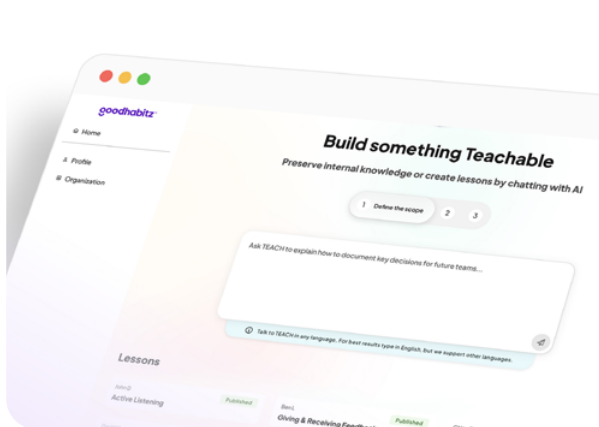 goodhabitz
Home
Profile
Organization
Build something Teachable
Preserve internal knowledge or create lessons by chatting with AI
1 Define the scope 2 3
Ask TEACH to explain how to document key decisions for future teams...
Talk to TEACH in any language. For best results type in English, but we support other languages.
Lessons
John D
Active Listening
Published
Ben L
Giving & Receiving Feedback
Published